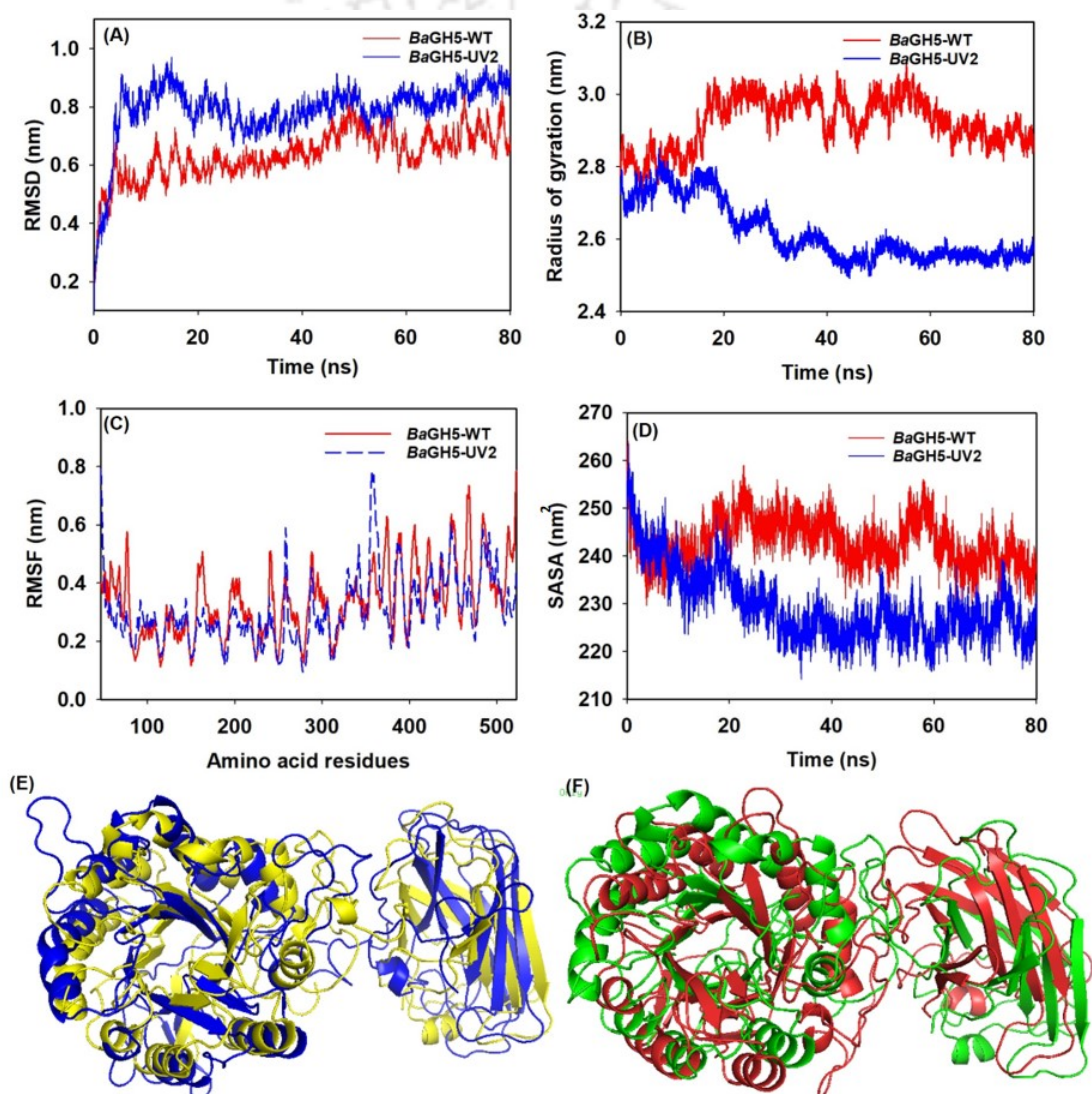 (A)
BaGH5-WT
BaGH5-UV2
1.0
0.8
0.6
0.4
0.2
RMSD (nm)
0 20 40 60 80
Time (ns)
(B)
BaGH5-WT
BaGH5-UV2
3.2
3.0
2.8
2.6
2.4
Radius of gyration (nm)
0 20 40 60 80
Time (ns)
(C)
BaGH5-WT
BaGH5-UV2
1.0
0.8
0.6
0.4
0.2
0.0
RMSF (nm)
100 200 300 400 500
Amino acid residues
(D)
BaGH5-WT
BaGH5-UV2
270
260
250
240
230
220
210
SASA (nm²)
0 20 40 60 80
Time (ns)
(E)
(F)